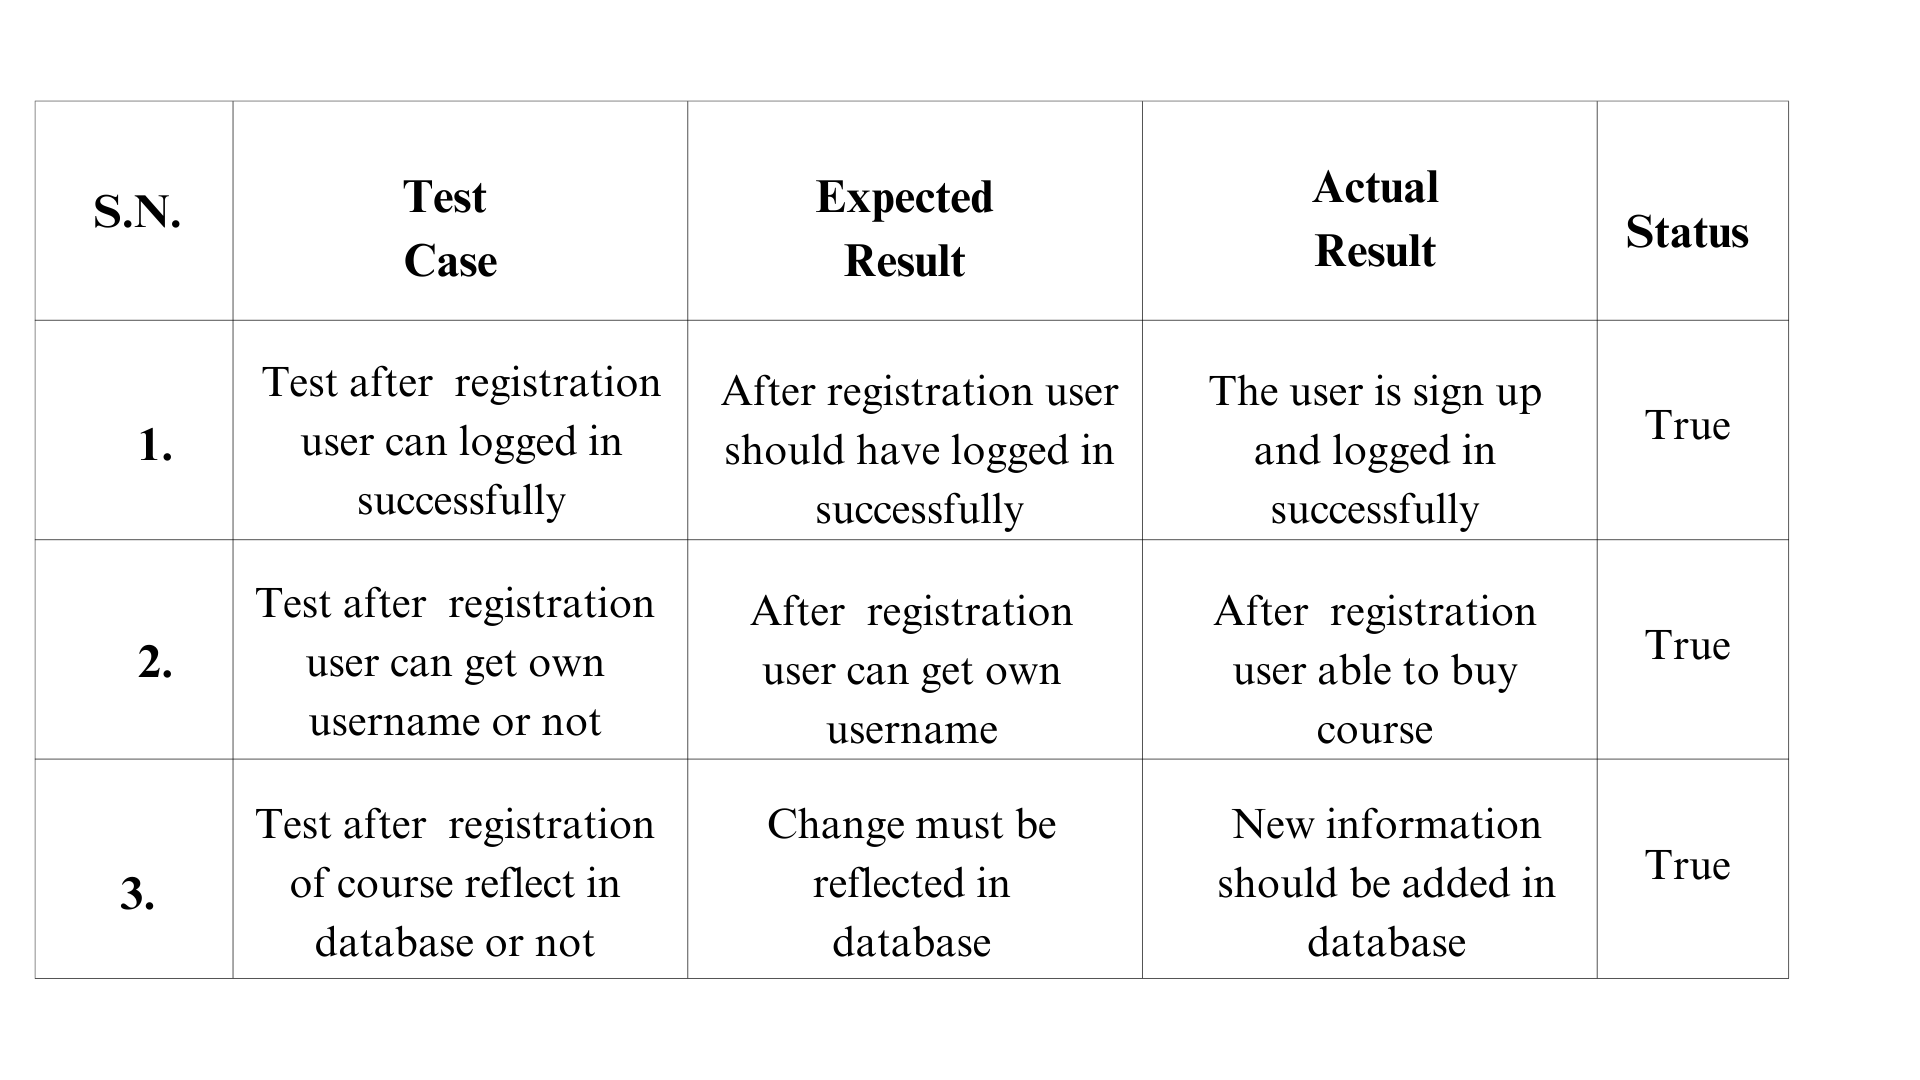 S.N.
Test
Case
Expected
Result
Actual
Result
Status
1.
Test after  registration
user can logged in
successfully
After registration user
should have logged in
successfully
The user is sign up
and logged in
successfully
True
2.
Test after  registration
user can get own
username or not
After  registration
user can get own
username
After  registration
user able to buy
course
True
3.
Test after  registration
of course reflect in
database or not
Change must be
reflected in
database
New information
should be added in
database
True